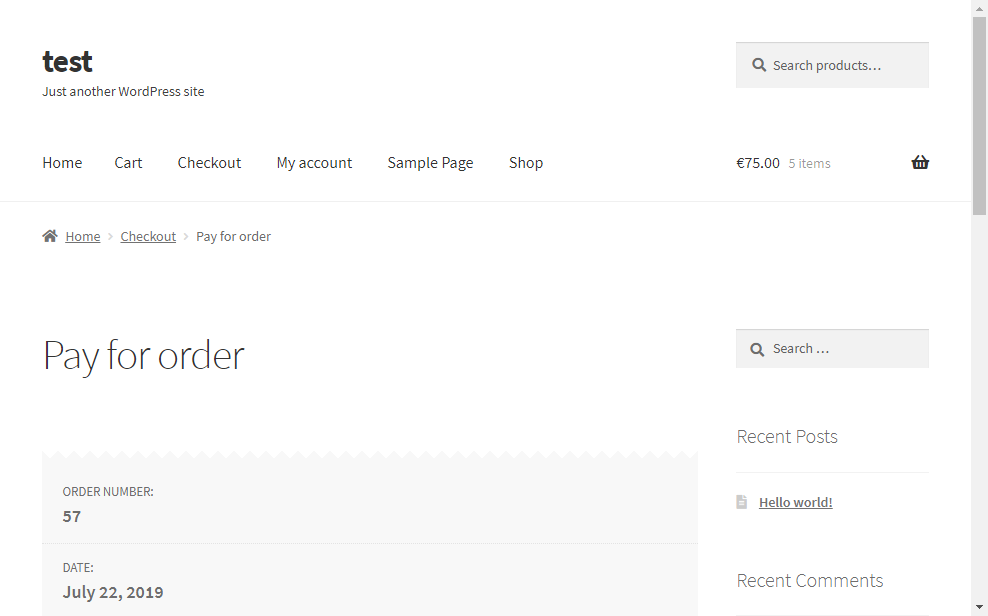 test
Just another WordPress site
Search products…
Home Cart Checkout My account Sample Page Shop
€75.00 5 items
Home Checkout Pay for order
Pay for order
Search …
Recent Posts
Hello world!
Recent Comments
ORDER NUMBER:
57
DATE:
July 22, 2019